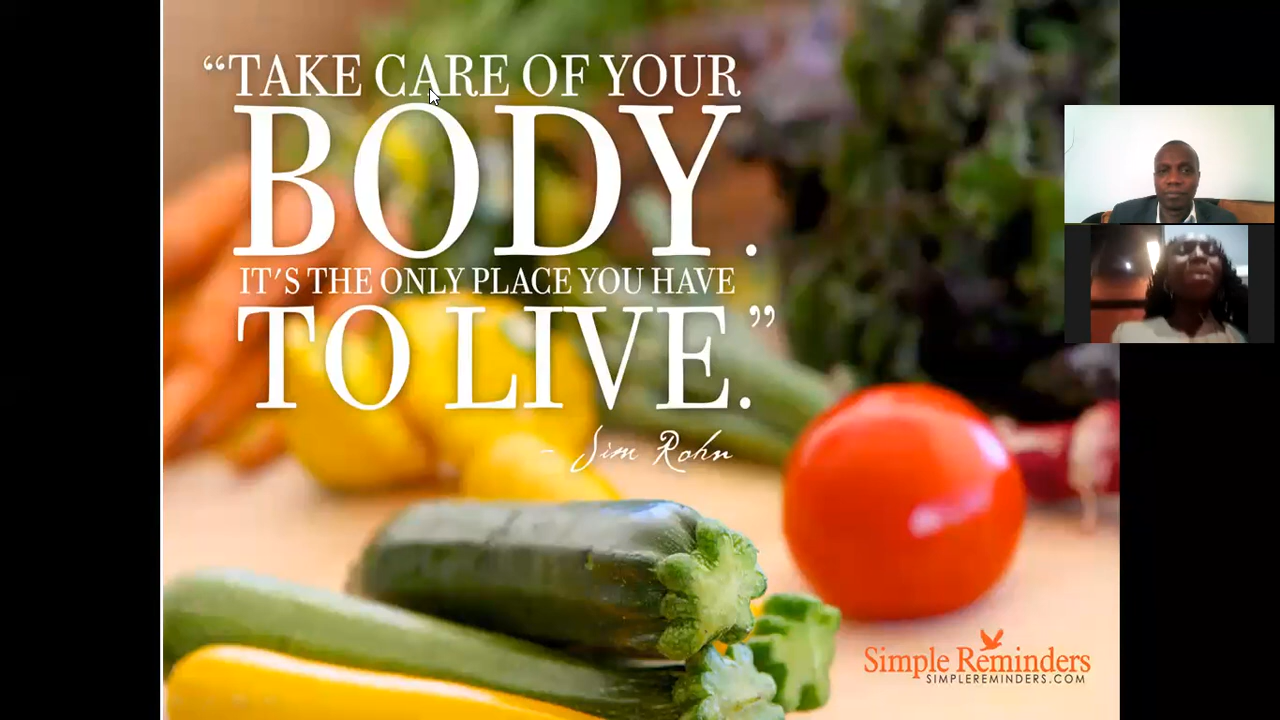 “TAKE CARE OF YOUR
BODY.
IT'S THE ONLY PLACE YOU HAVE
TO LIVE.”
- Jim Rohn
Simple Reminders
SIMPLEREMINDERS.COM